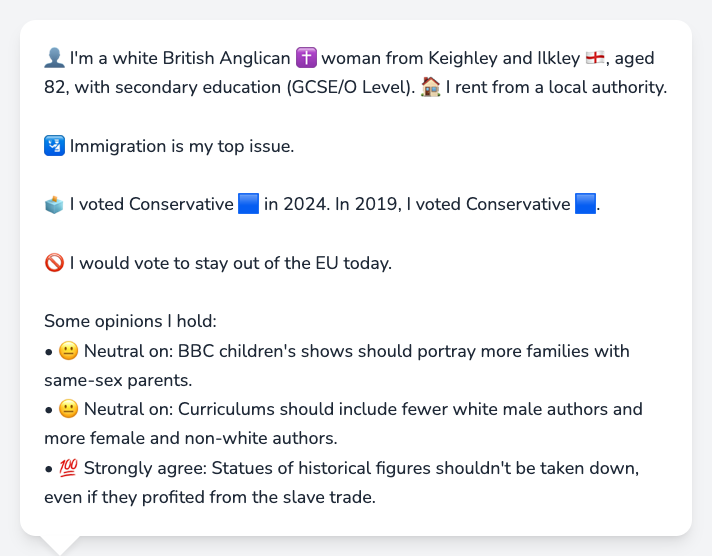 👤 I'm a white British Anglican ✝️ woman from Keighley and Ilkley 🏴󠁧󠁢󠁥󠁮󠁧󠁿, aged
82, with secondary education (GCSE/O Level). 🏠 I rent from a local authority.
🛂 Immigration is my top issue.
🗳️ I voted Conservative 🟦 in 2024. In 2019, I voted Conservative 🟦.
🚫 I would vote to stay out of the EU today.
Some opinions I hold:
• 😐 Neutral on: BBC children's shows should portray more families with
same-sex parents.
• 😐 Neutral on: Curriculums should include fewer white male authors and
more female and non-white authors.
• 💯 Strongly agree: Statues of historical figures shouldn't be taken down,
even if they profited from the slave trade.